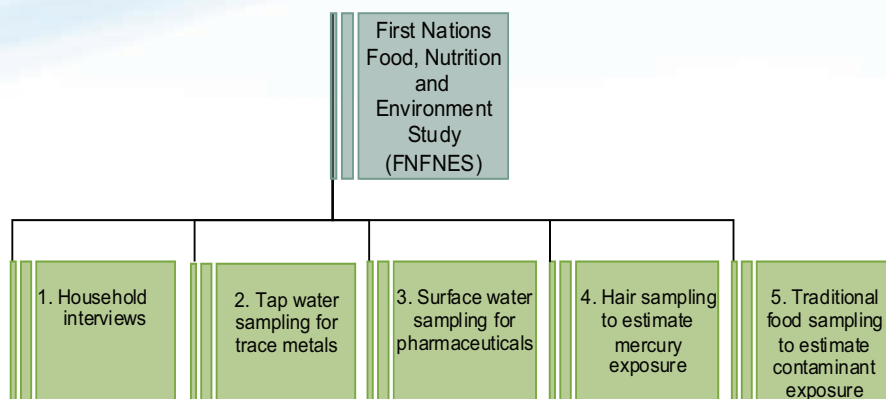 First Nations
Food, Nutrition
and
Environment
Study
(FNFNES)
1. Household
interviews
2. Tap water
sampling for
trace metals
3. Surface water
sampling for
pharmaceuticals
4. Hair sampling
to estimate
mercury
exposure
5. Traditional
food sampling
to estimate
contaminant
exposure